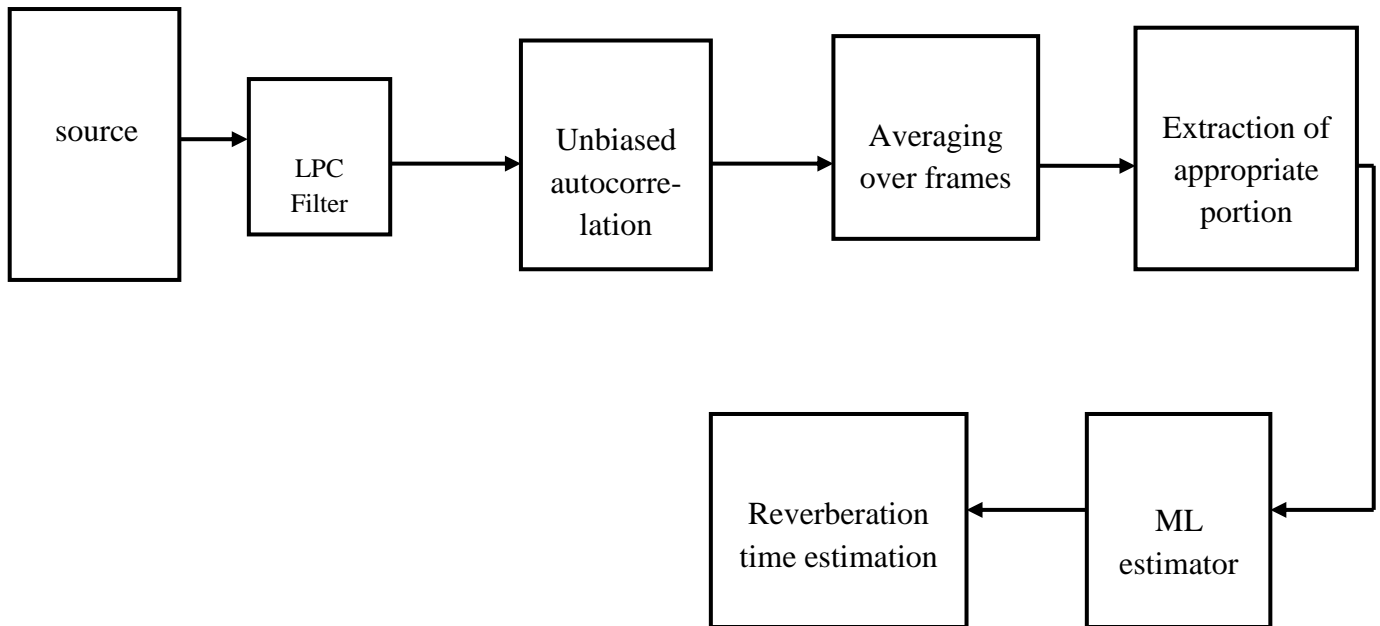 source
LPC
Filter
Unbiased
autocorre-
lation
Averaging
over frames
Extraction of
appropriate
portion
Reverberation
time estimation
ML
estimator